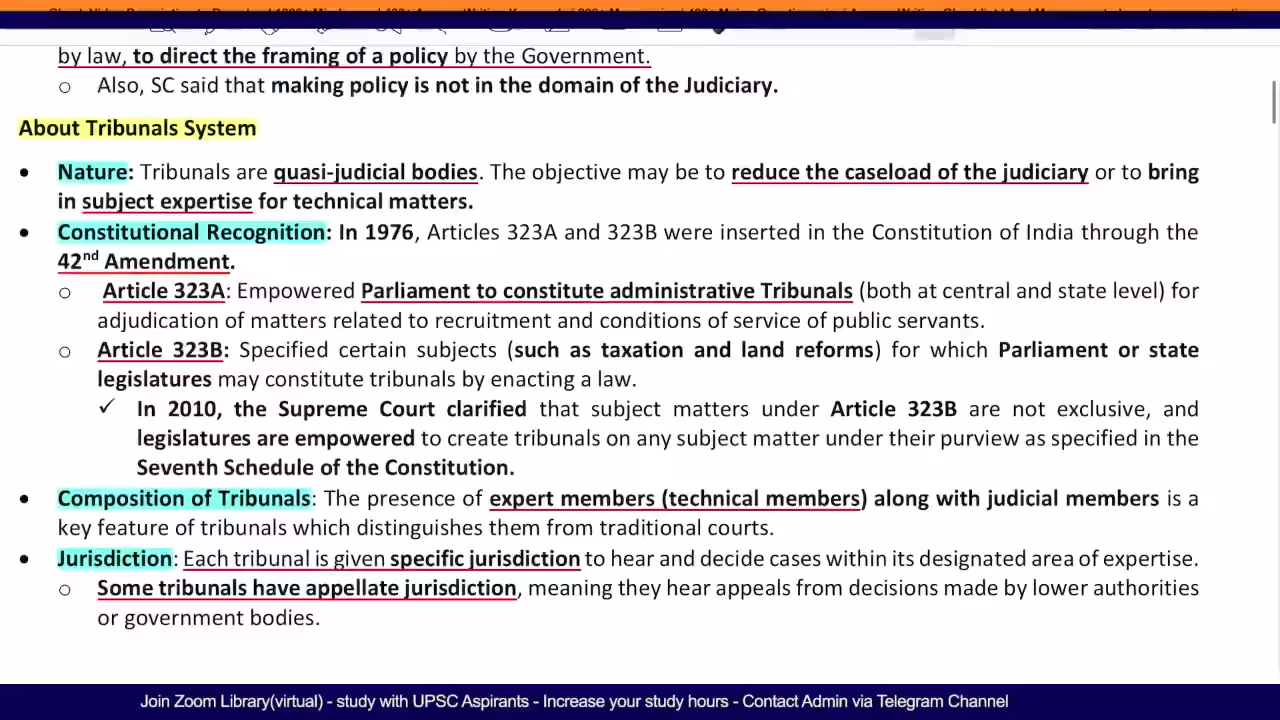 by law, to direct the framing of a policy by the Government.
o Also, SC said that making policy is not in the domain of the Judiciary.
About Tribunals System
• Nature: Tribunals are quasi-judicial bodies. The objective may be to reduce the caseload of the judiciary or to bring
in subject expertise for technical matters.
• Constitutional Recognition: In 1976, Articles 323A and 323B were inserted in the Constitution of India through the
42nd Amendment.
o Article 323A: Empowered Parliament to constitute administrative Tribunals (both at central and state level) for
adjudication of matters related to recruitment and conditions of service of public servants.
o Article 323B: Specified certain subjects (such as taxation and land reforms) for which Parliament or state
legislatures may constitute tribunals by enacting a law.
✓ In 2010, the Supreme Court clarified that subject matters under Article 323B are not exclusive, and
legislatures are empowered to create tribunals on any subject matter under their purview as specified in the
Seventh Schedule of the Constitution.
• Composition of Tribunals: The presence of expert members (technical members) along with judicial members is a
key feature of tribunals which distinguishes them from traditional courts.
• Jurisdiction: Each tribunal is given specific jurisdiction to hear and decide cases within its designated area of expertise.
o Some tribunals have appellate jurisdiction, meaning they hear appeals from decisions made by lower authorities
or government bodies.
Join Zoom Library(virtual) - study with UPSC Aspirants - Increase your study hours - Contact Admin via Telegram Channel